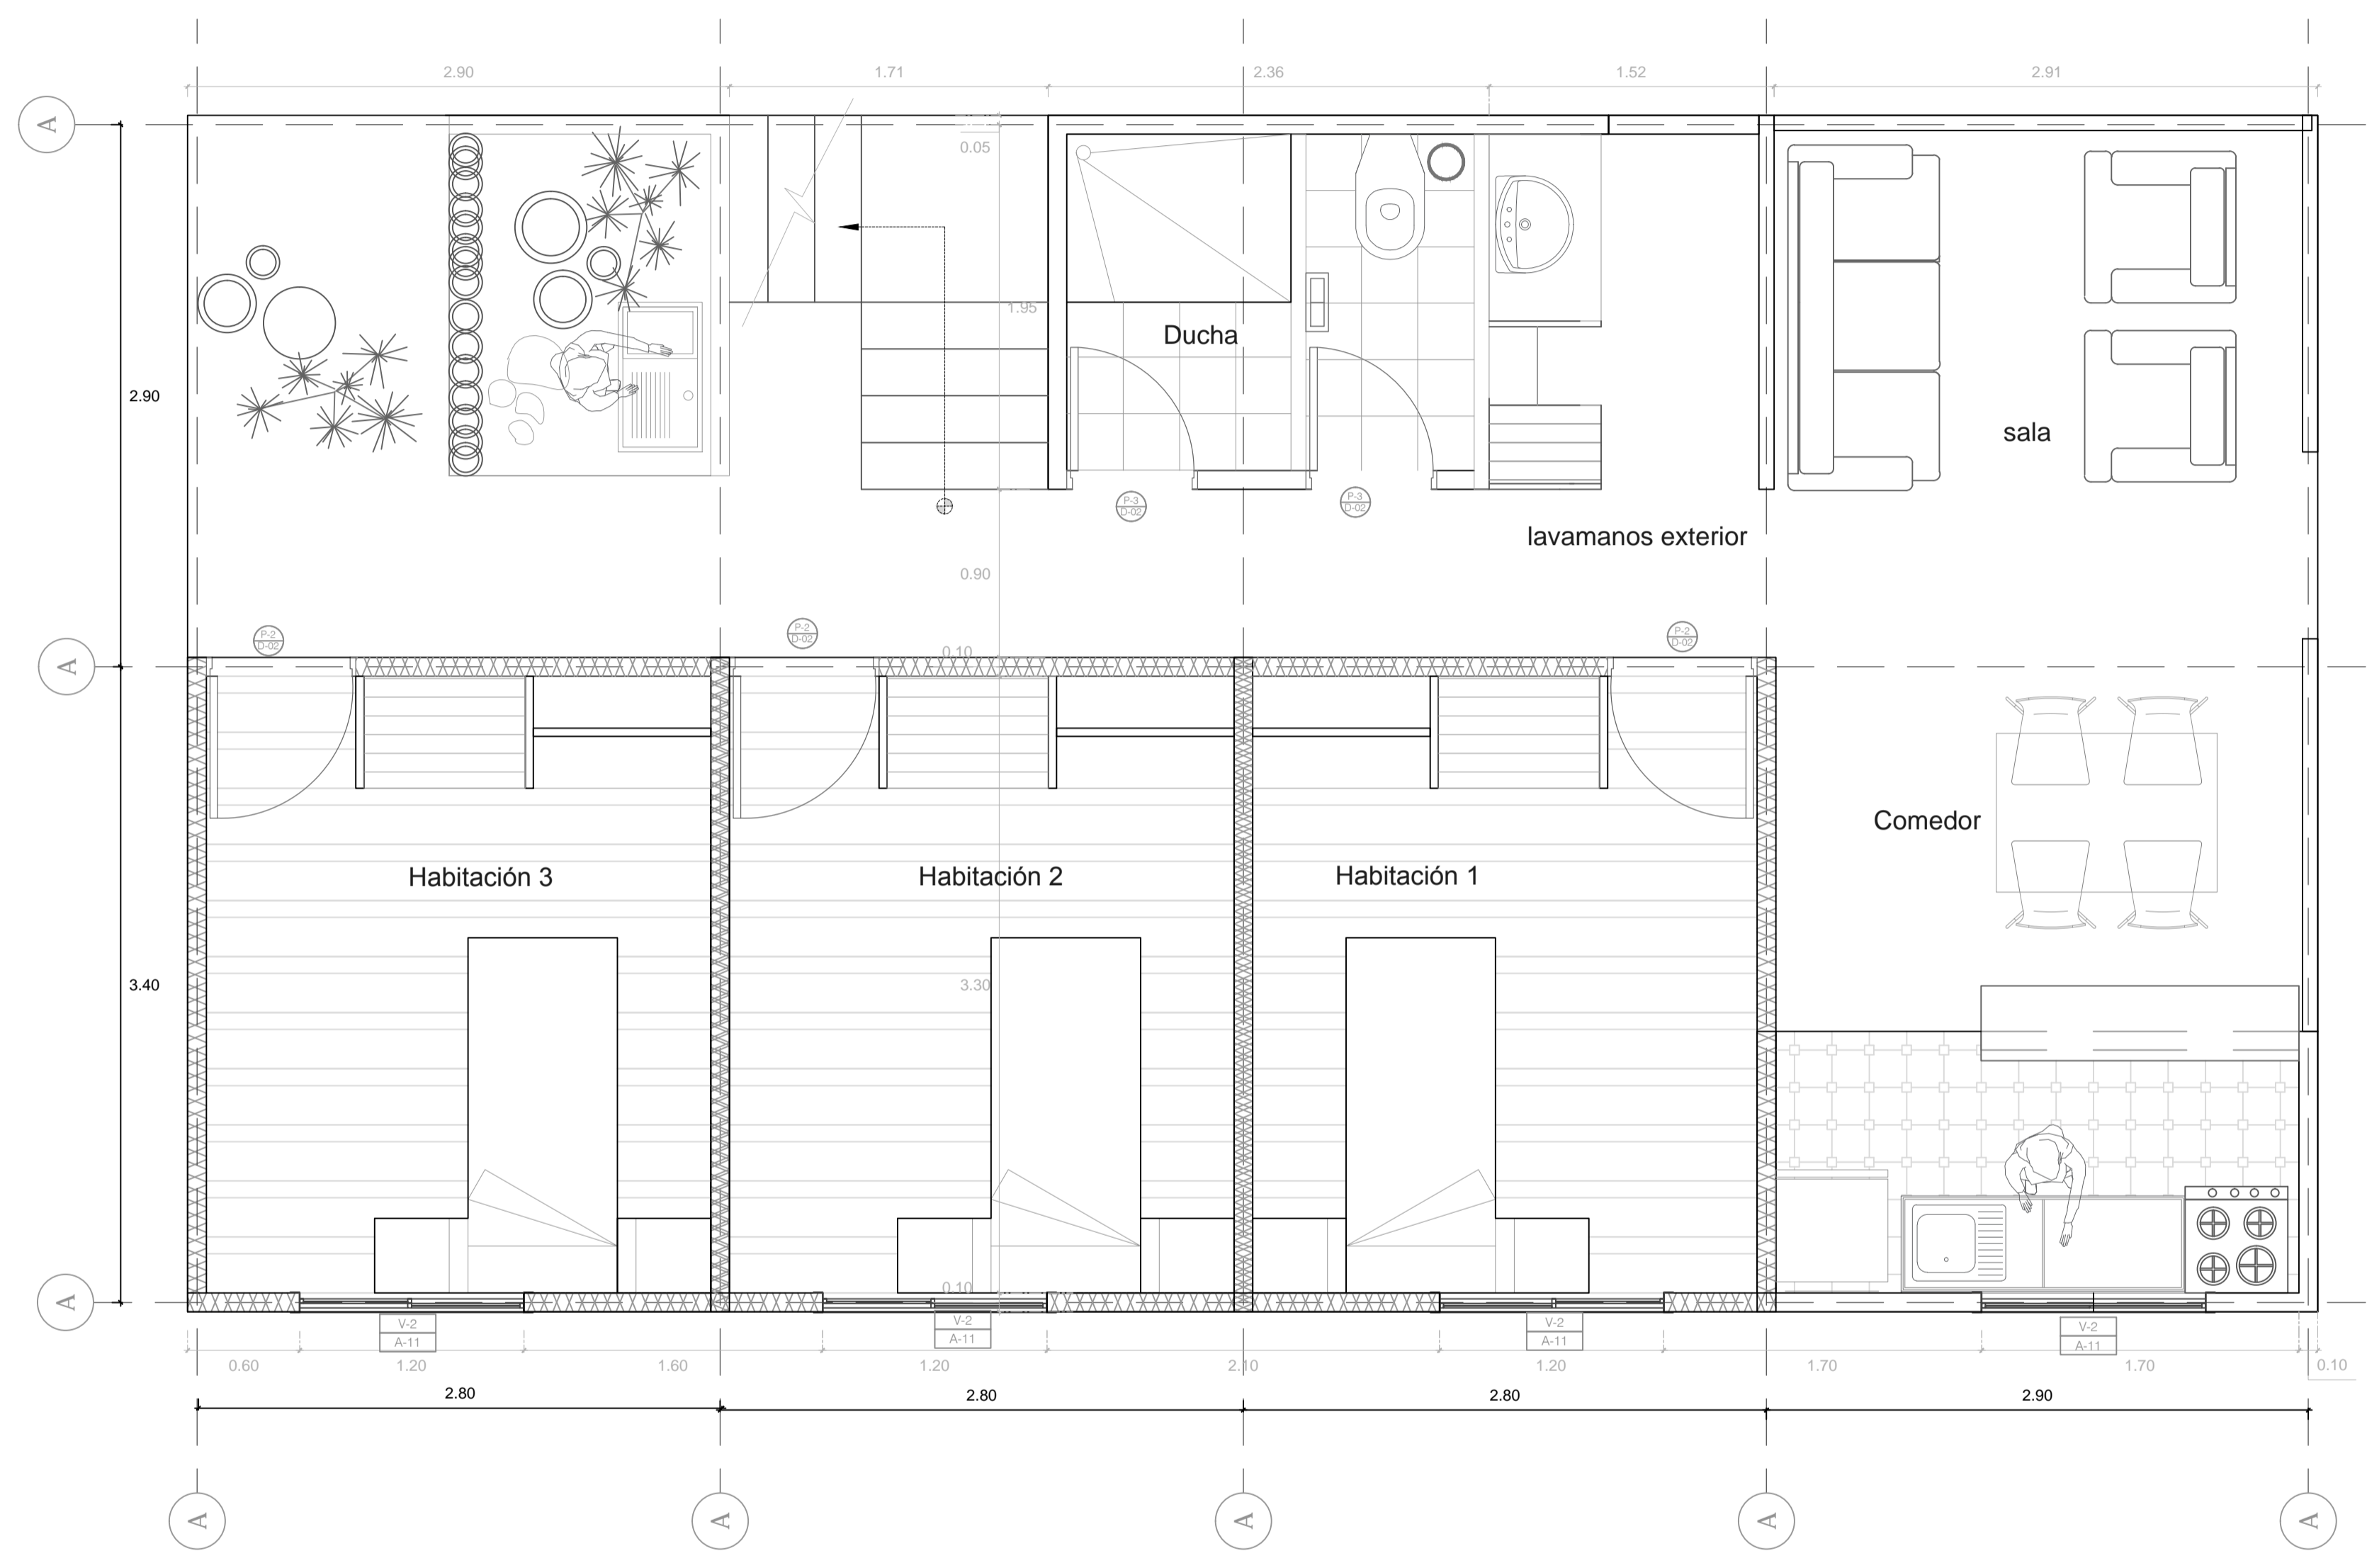 2.90
1.71
2.36
1.52
2.91
A
0.05
1.95
Ducha
2.90
sala
P-3
D-02
P-3
D-02
lavamanos exterior
0.90
P-2
D-02
P-2
D-02
P-2
D-02
0.10
A
Comedor
Habitación 3
Habitación 2
Habitación 1
3.40
3.30
0.10
A
V-2
A-11
V-2
A-11
V-2
A-11
V-2
A-11
0.60
1.20
1.60
1.20
2.10
1.20
1.70
1.70
0.10
2.80
2.80
2.80
2.90
A
A
A
A
A